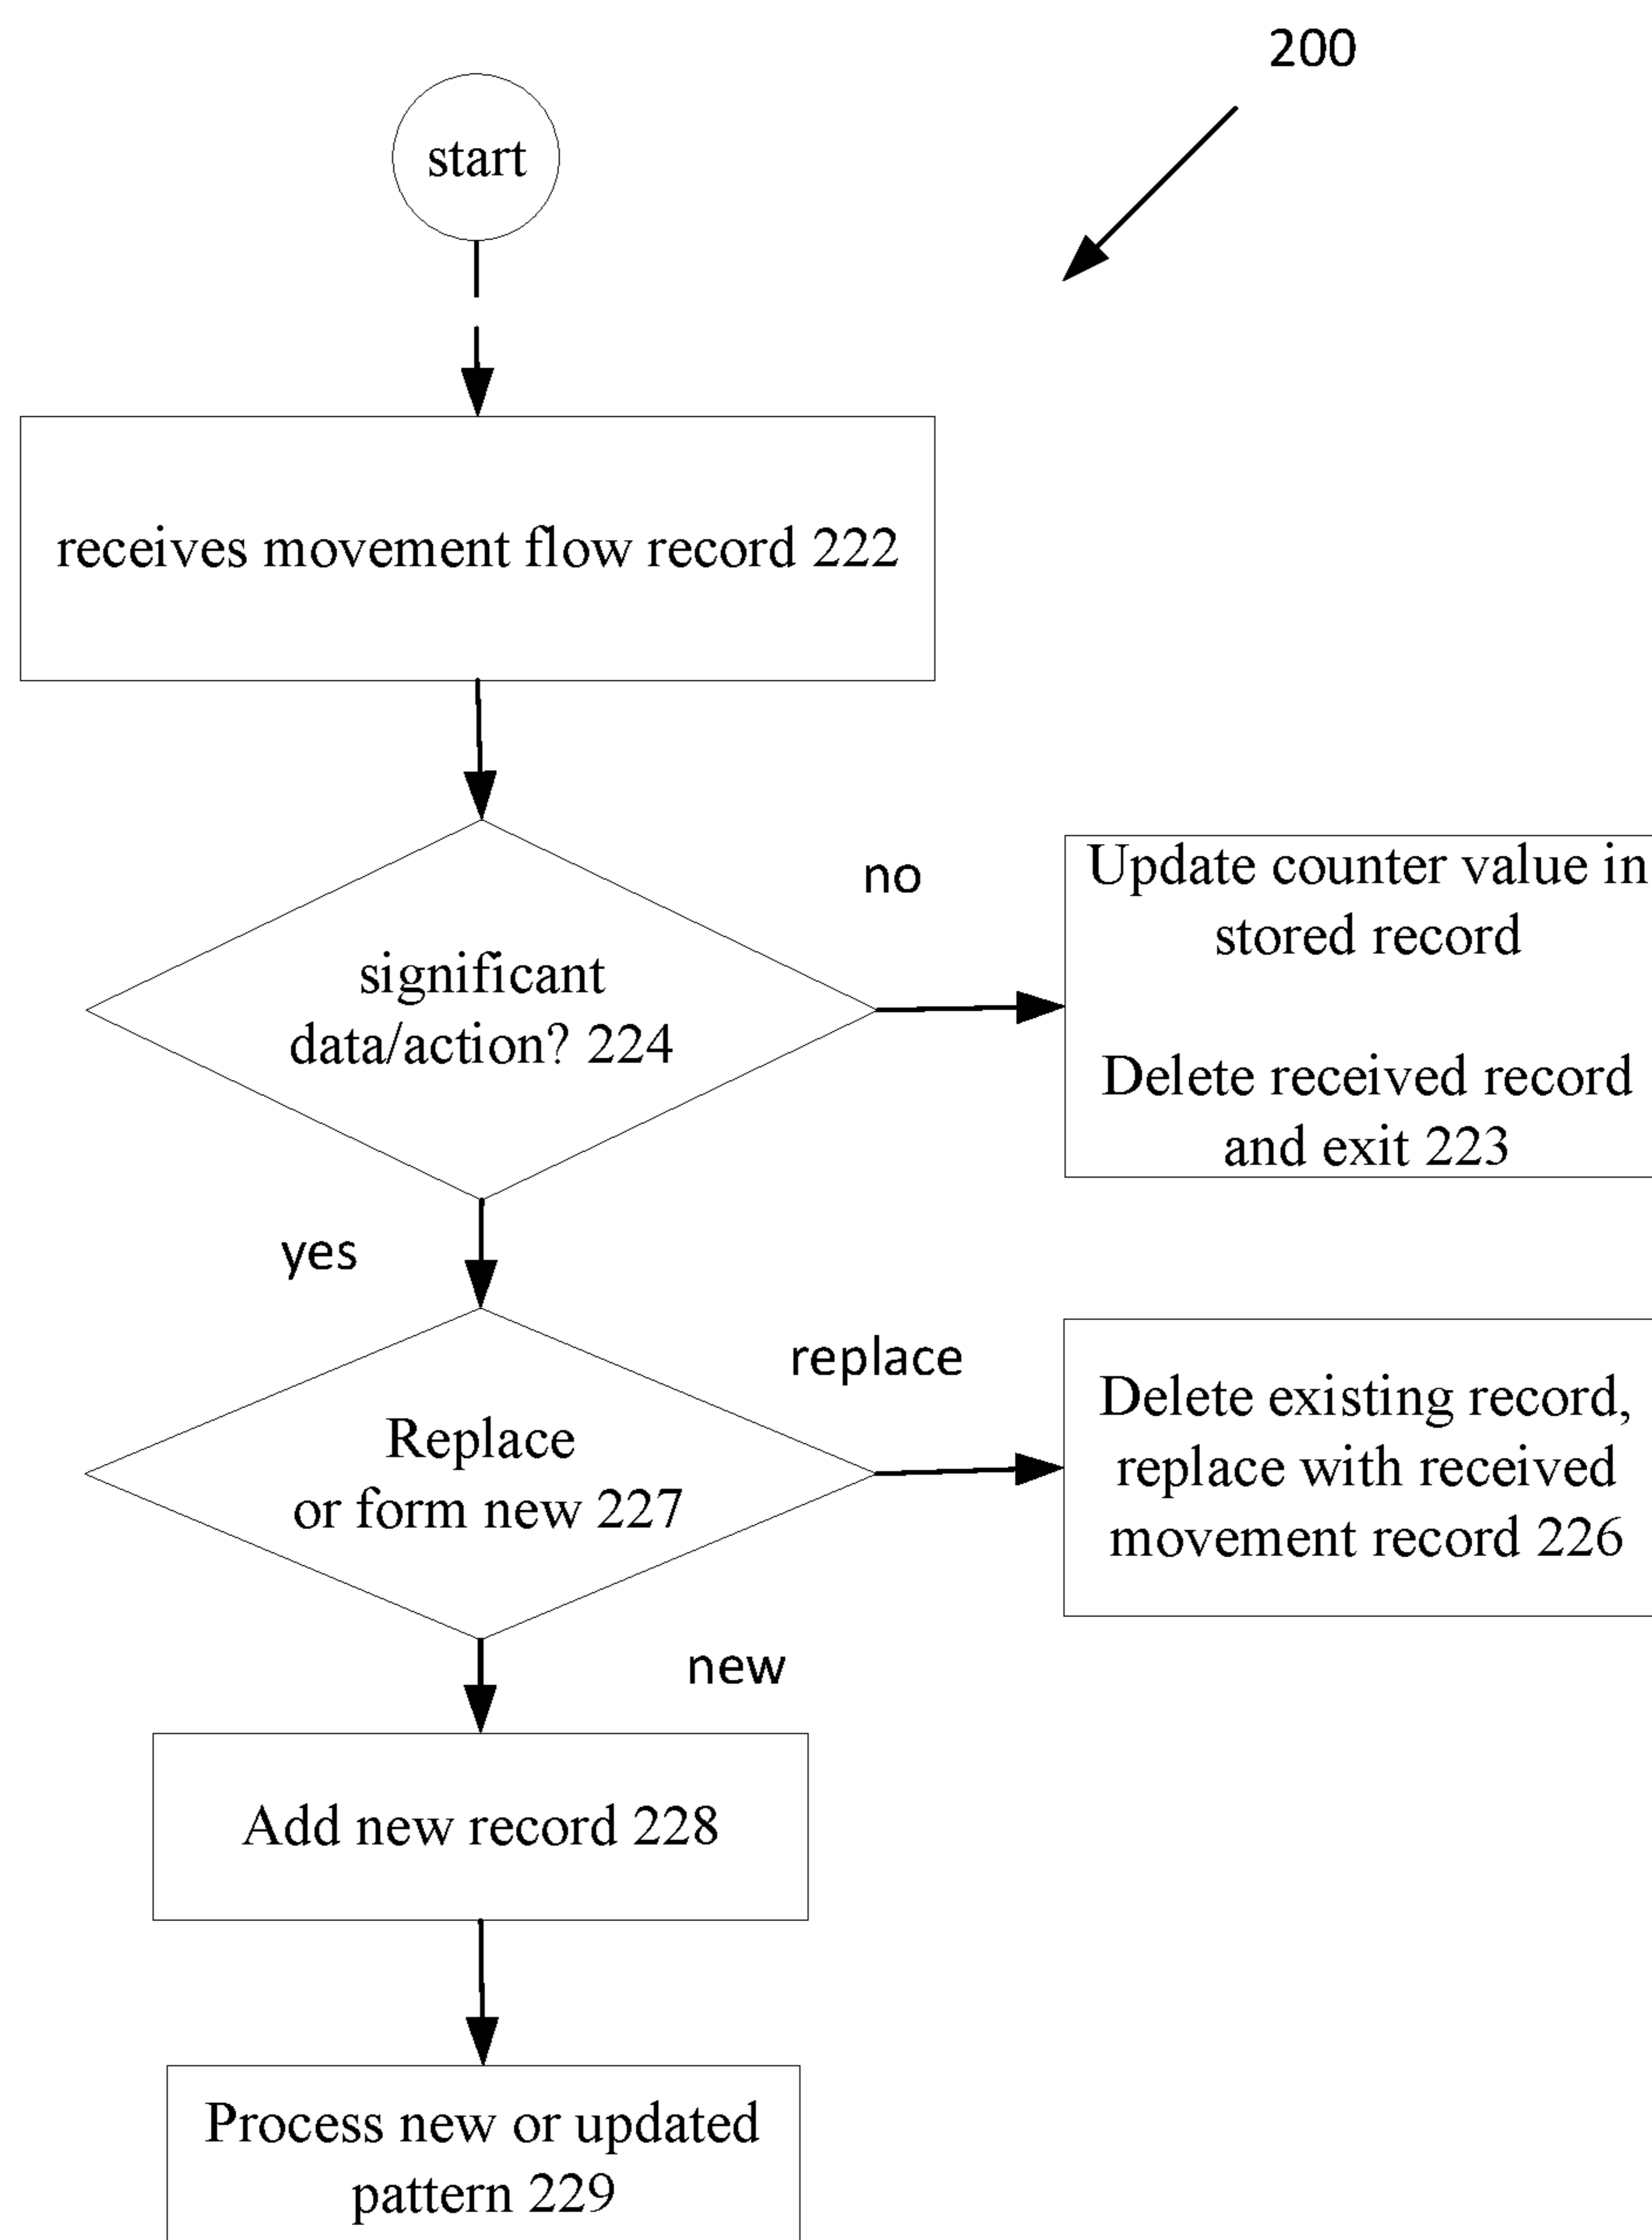 200
start
receives movement flow record 222
significant
data/action? 224
no
Update counter value in
stored record
Delete received record
and exit 223
yes
Replace
or form new 227
replace
Delete existing record,
replace with received
movement record 226
new
Add new record 228
Process new or updated
pattern 229